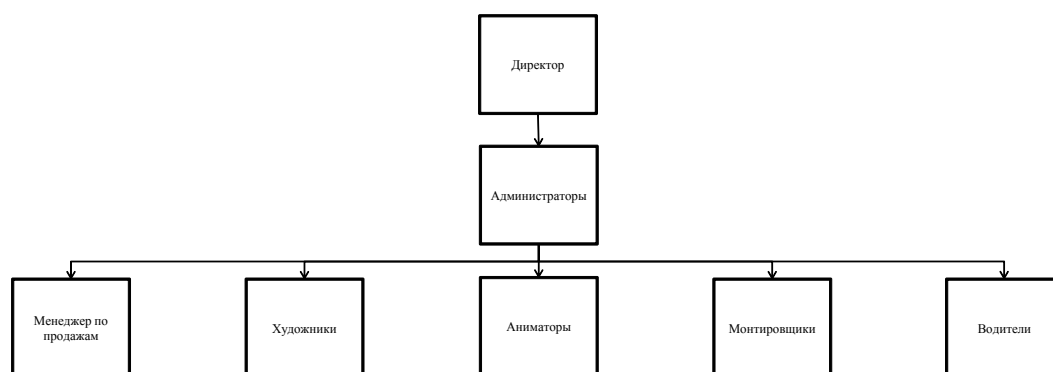 Директор
Администраторы
Менеджер по
продажам
Художники
Аниматоры
Монтировщики
Водители